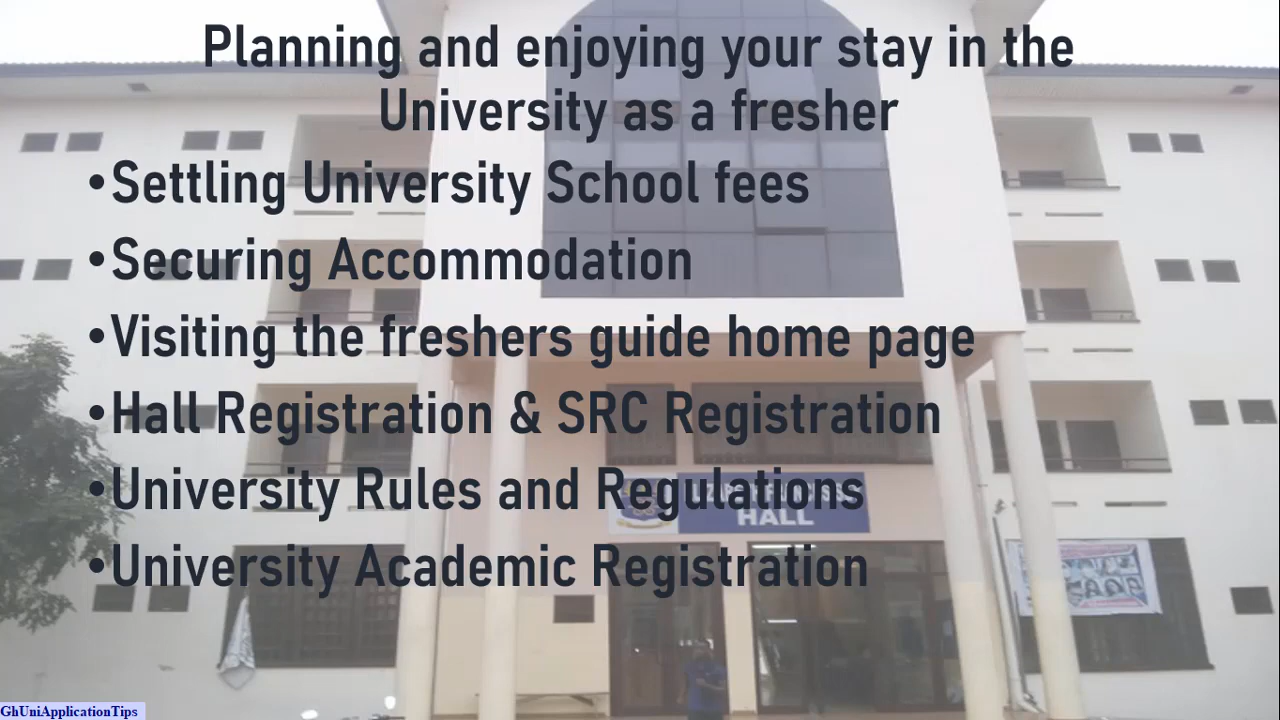 Planning and enjoying your stay in the
University as a fresher
•Settling University School fees
•Securing Accommodation
•Visiting the freshers guide home page
•Hall Registration & SRC Registration
•University Rules and Regulations
•University Academic Registration
HALL
GhUniApplicationTips